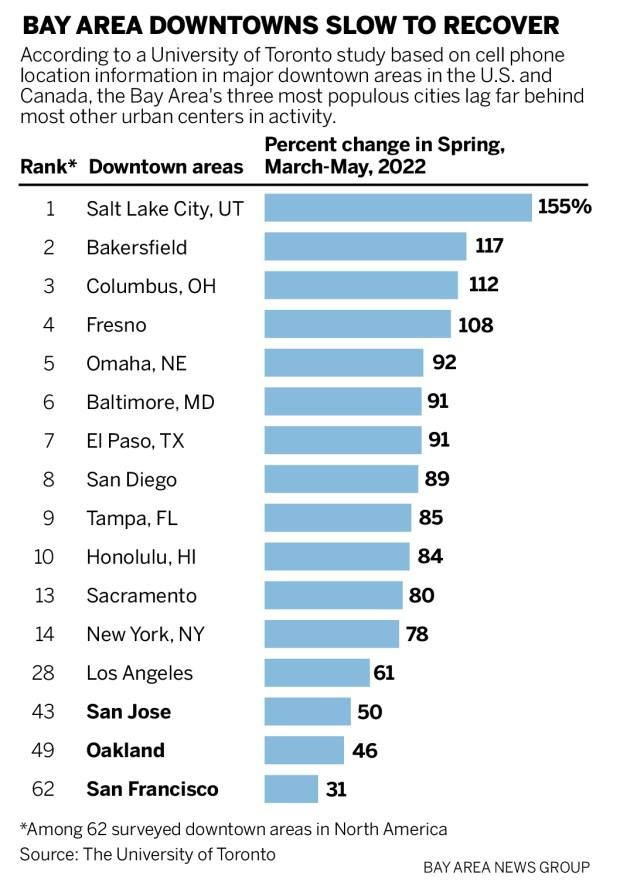 BAY AREA DOWNTOWNS SLOW TO RECOVER
According to a University of Toronto study based on cell phone
location information in major downtown areas in the U.S. and
Canada, the Bay Area's three most populous cities lag far behind
most other urban centers in activity.
Percent change in Spring,
Rank* Downtown areas March-May, 2022
1 Salt Lake City, UT 155%
2 Bakersfield 117
3 Columbus, OH 112
4 Fresno 108
5 Omaha, NE 92
6 Baltimore, MD 91
7 El Paso, TX 91
8 San Diego 89
9 Tampa, FL 85
10 Honolulu, HI 84
13 Sacramento 80
14 New York, NY 78
28 Los Angeles 61
43 San Jose 50
49 Oakland 46
62 San Francisco 31
*Among 62 surveyed downtown areas in North America
Source: The University of Toronto
BAY AREA NEWS GROUP